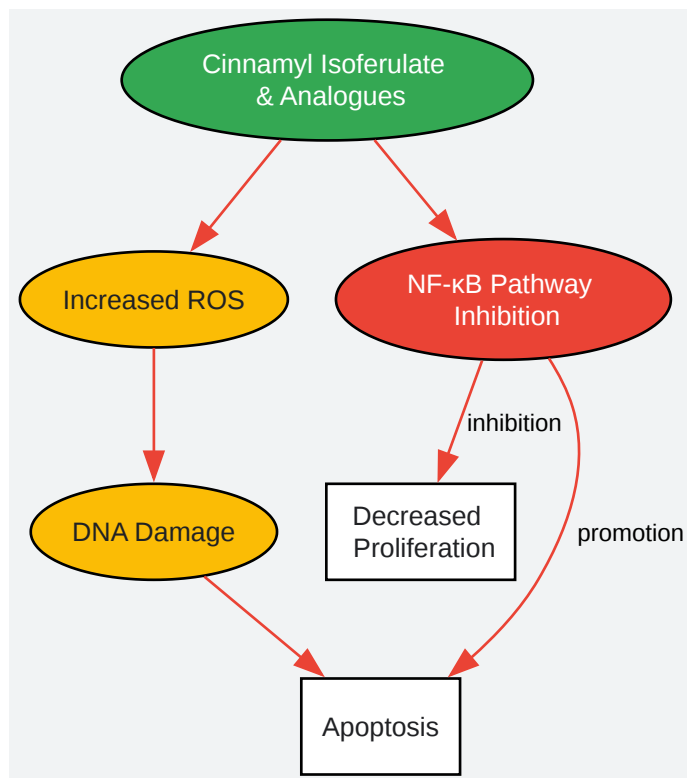 Cinnamyl Isoferulate
& Analogues
Increased ROS
NF-κB Pathway
Inhibition
inhibition
DNA Damage
Decreased
Proliferation
promotion
Apoptosis